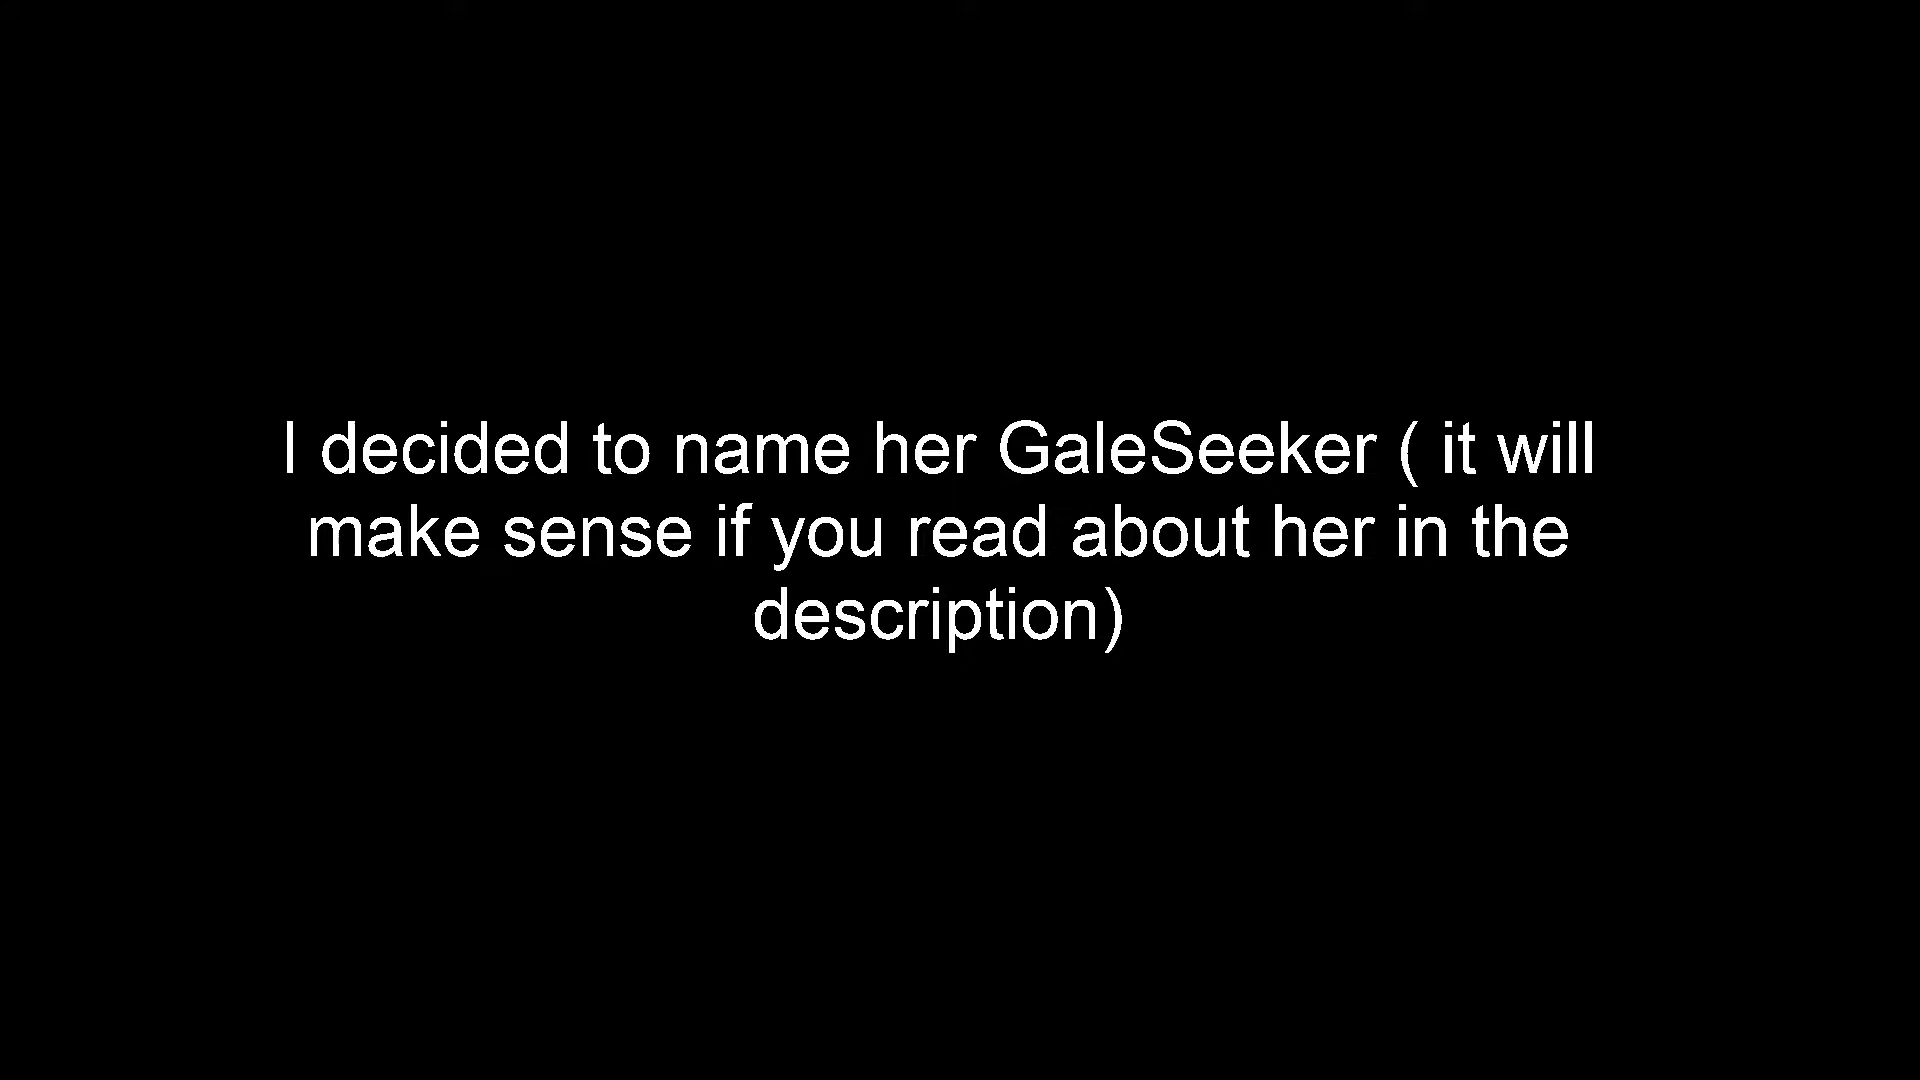 I decided to name her GaleSeeker ( it will
make sense if you read about her in the
description)